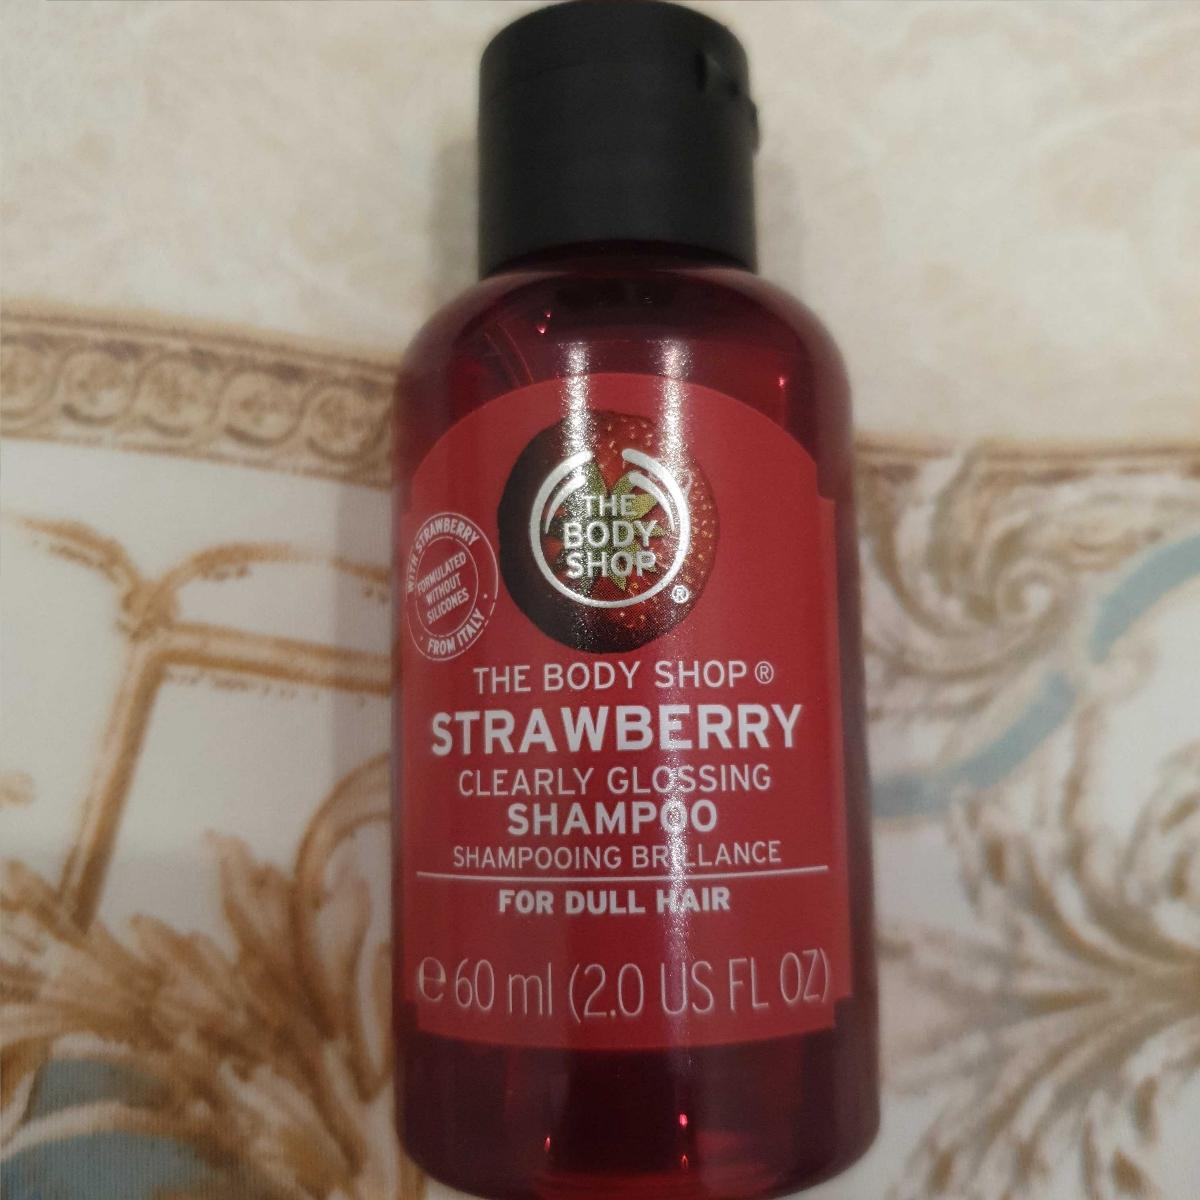 THE
BODY
SHOP
®
WITH STRAWBERRY
FORMULATED
WITHOUT
SILICONES
• FROM ITALY •
THE BODY SHOP ®
STRAWBERRY
CLEARLY GLOSSING
SHAMPOO
SHAMPOOING BRILLANCE
FOR DULL HAIR
℮ 60 ml (2.0 US FL OZ)